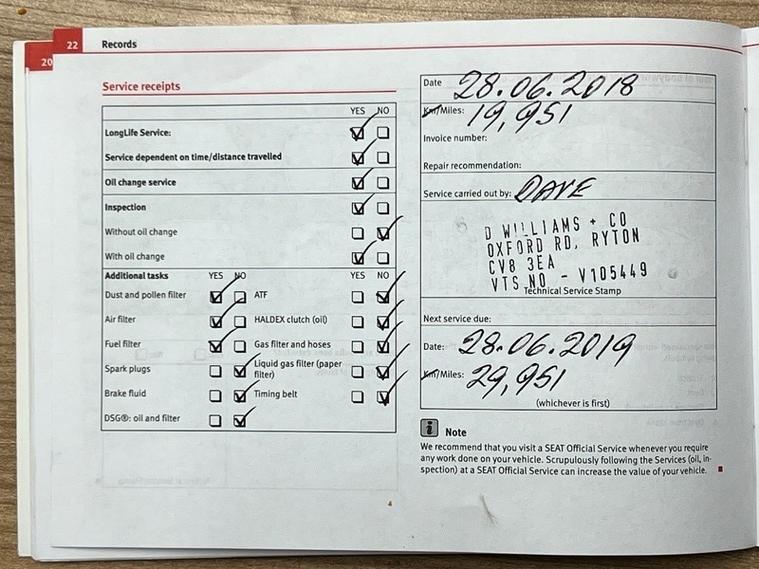 20
22 Records
Service receipts
YES NO
LongLife Service:
Service dependent on time/distance travelled
Oil change service
Inspection
Without oil change
With oil change
Additional tasks YES NO YES NO
Dust and pollen filter ATF
Air filter HALDEX clutch (oil)
Fuel filter Gas filter and hoses
Spark plugs Liquid gas filter (paper filter)
Brake fluid Timing belt
DSG®: oil and filter
Date 28.06.2018
Km/Miles: 19,951
Invoice number:
Repair recommendation:
Service carried out by: DAVE
D WILLIAMS + CO
OXFORD RD, RYTON
CV8 3EA
VTS NO - V105449
Technical Service Stamp
Next service due:
Date: 28.06.2019
Km/Miles: 29,951
(whichever is first)
i Note
We recommend that you visit a SEAT Official Service whenever you require
any work done on your vehicle. Scrupulously following the Services (oil, in-
spection) at a SEAT Official Service can increase the value of your vehicle.